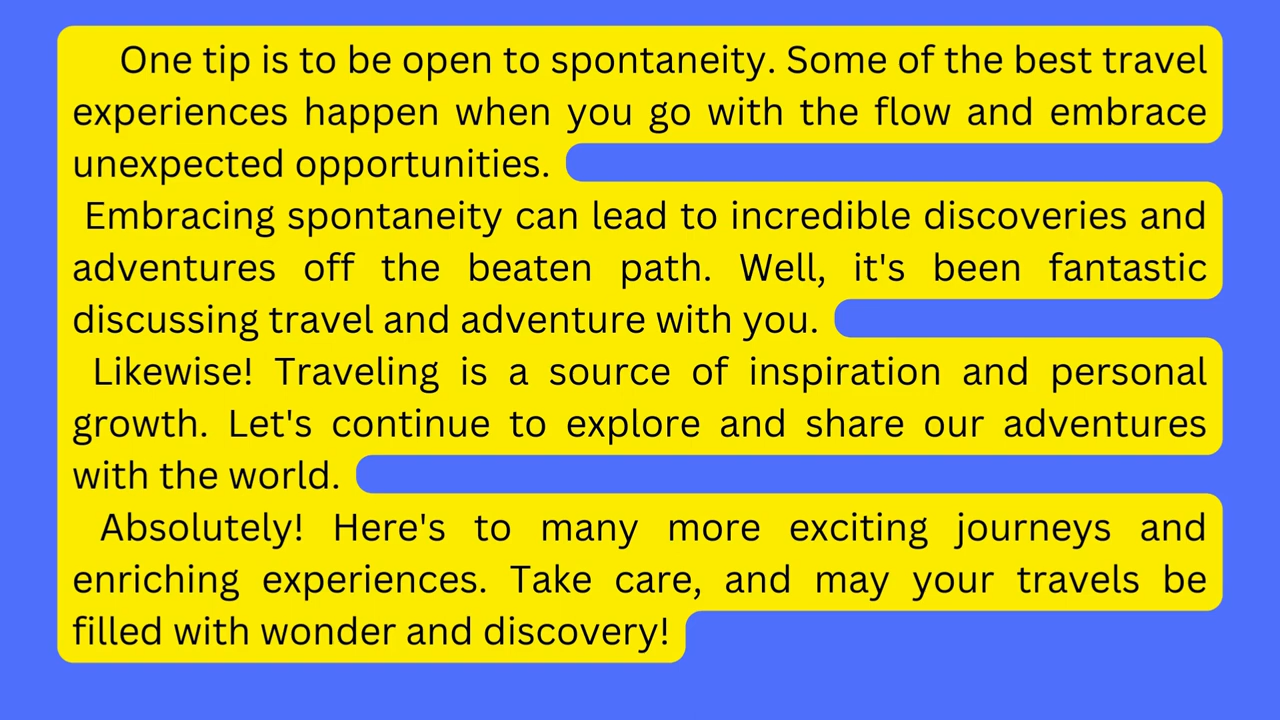 One tip is to be open to spontaneity. Some of the best travel
experiences happen when you go with the flow and embrace
unexpected opportunities.
Embracing spontaneity can lead to incredible discoveries and
adventures off the beaten path. Well, it's been fantastic
discussing travel and adventure with you.
Likewise! Traveling is a source of inspiration and personal
growth. Let's continue to explore and share our adventures
with the world.
Absolutely! Here's to many more exciting journeys and
enriching experiences. Take care, and may your travels be
filled with wonder and discovery!